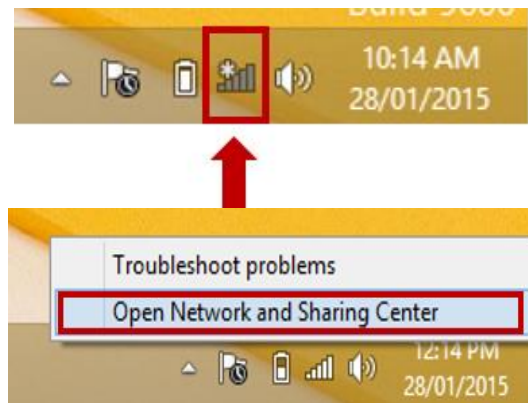 10:14 AM
28/01/2015
Troubleshoot problems
Open Network and Sharing Center
12:14 PM
28/01/2015